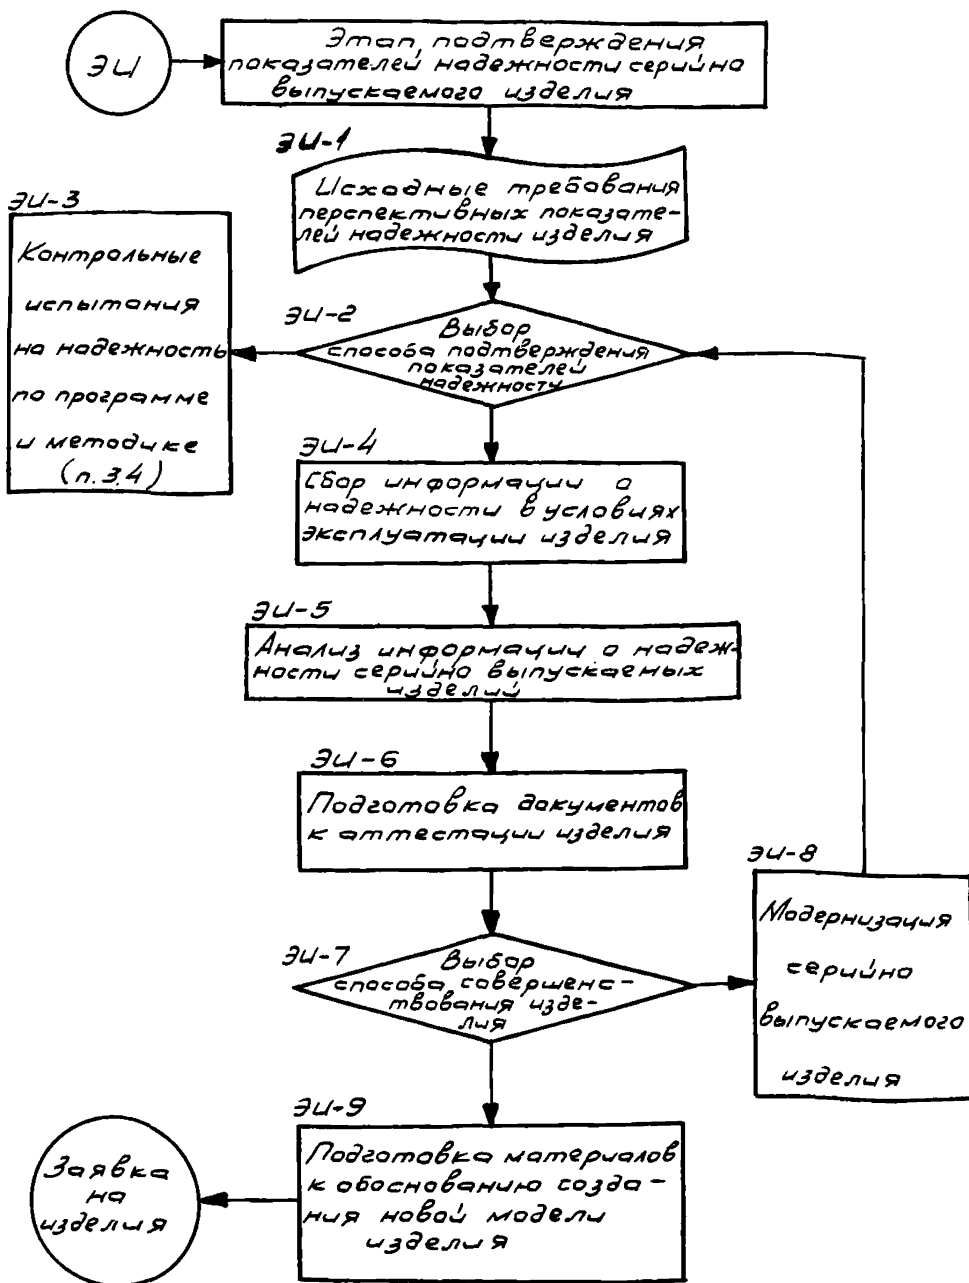 ЭИ
Этап подтверждения
показателей надежности серийно
выпускаемого изделия
ЭИ-1
Исходные требования
перспективных показате-
лей надежности изделия
ЭИ-2
Выбор
способа подтверждения
показателей
надежности
ЭИ-3
Контрольные
испытания
на надежность
по программе
и методике
(п.3.4)
ЭИ-4
Сбор информации о
надежности в условиях
эксплуатации изделия
ЭИ-5
Анализ информации о надеж-
ности серийно выпускаемых
изделий
ЭИ-6
Подготовка документов
к аттестации изделия
ЭИ-7
Выбор
способа совершенс-
твования изде-
лия
ЭИ-8
Модернизация
серийно
выпускаемого
изделия
ЭИ-9
Подготовка материалов
к обоснованию созда-
ния новой модели
изделия
Заявка
на
изделия